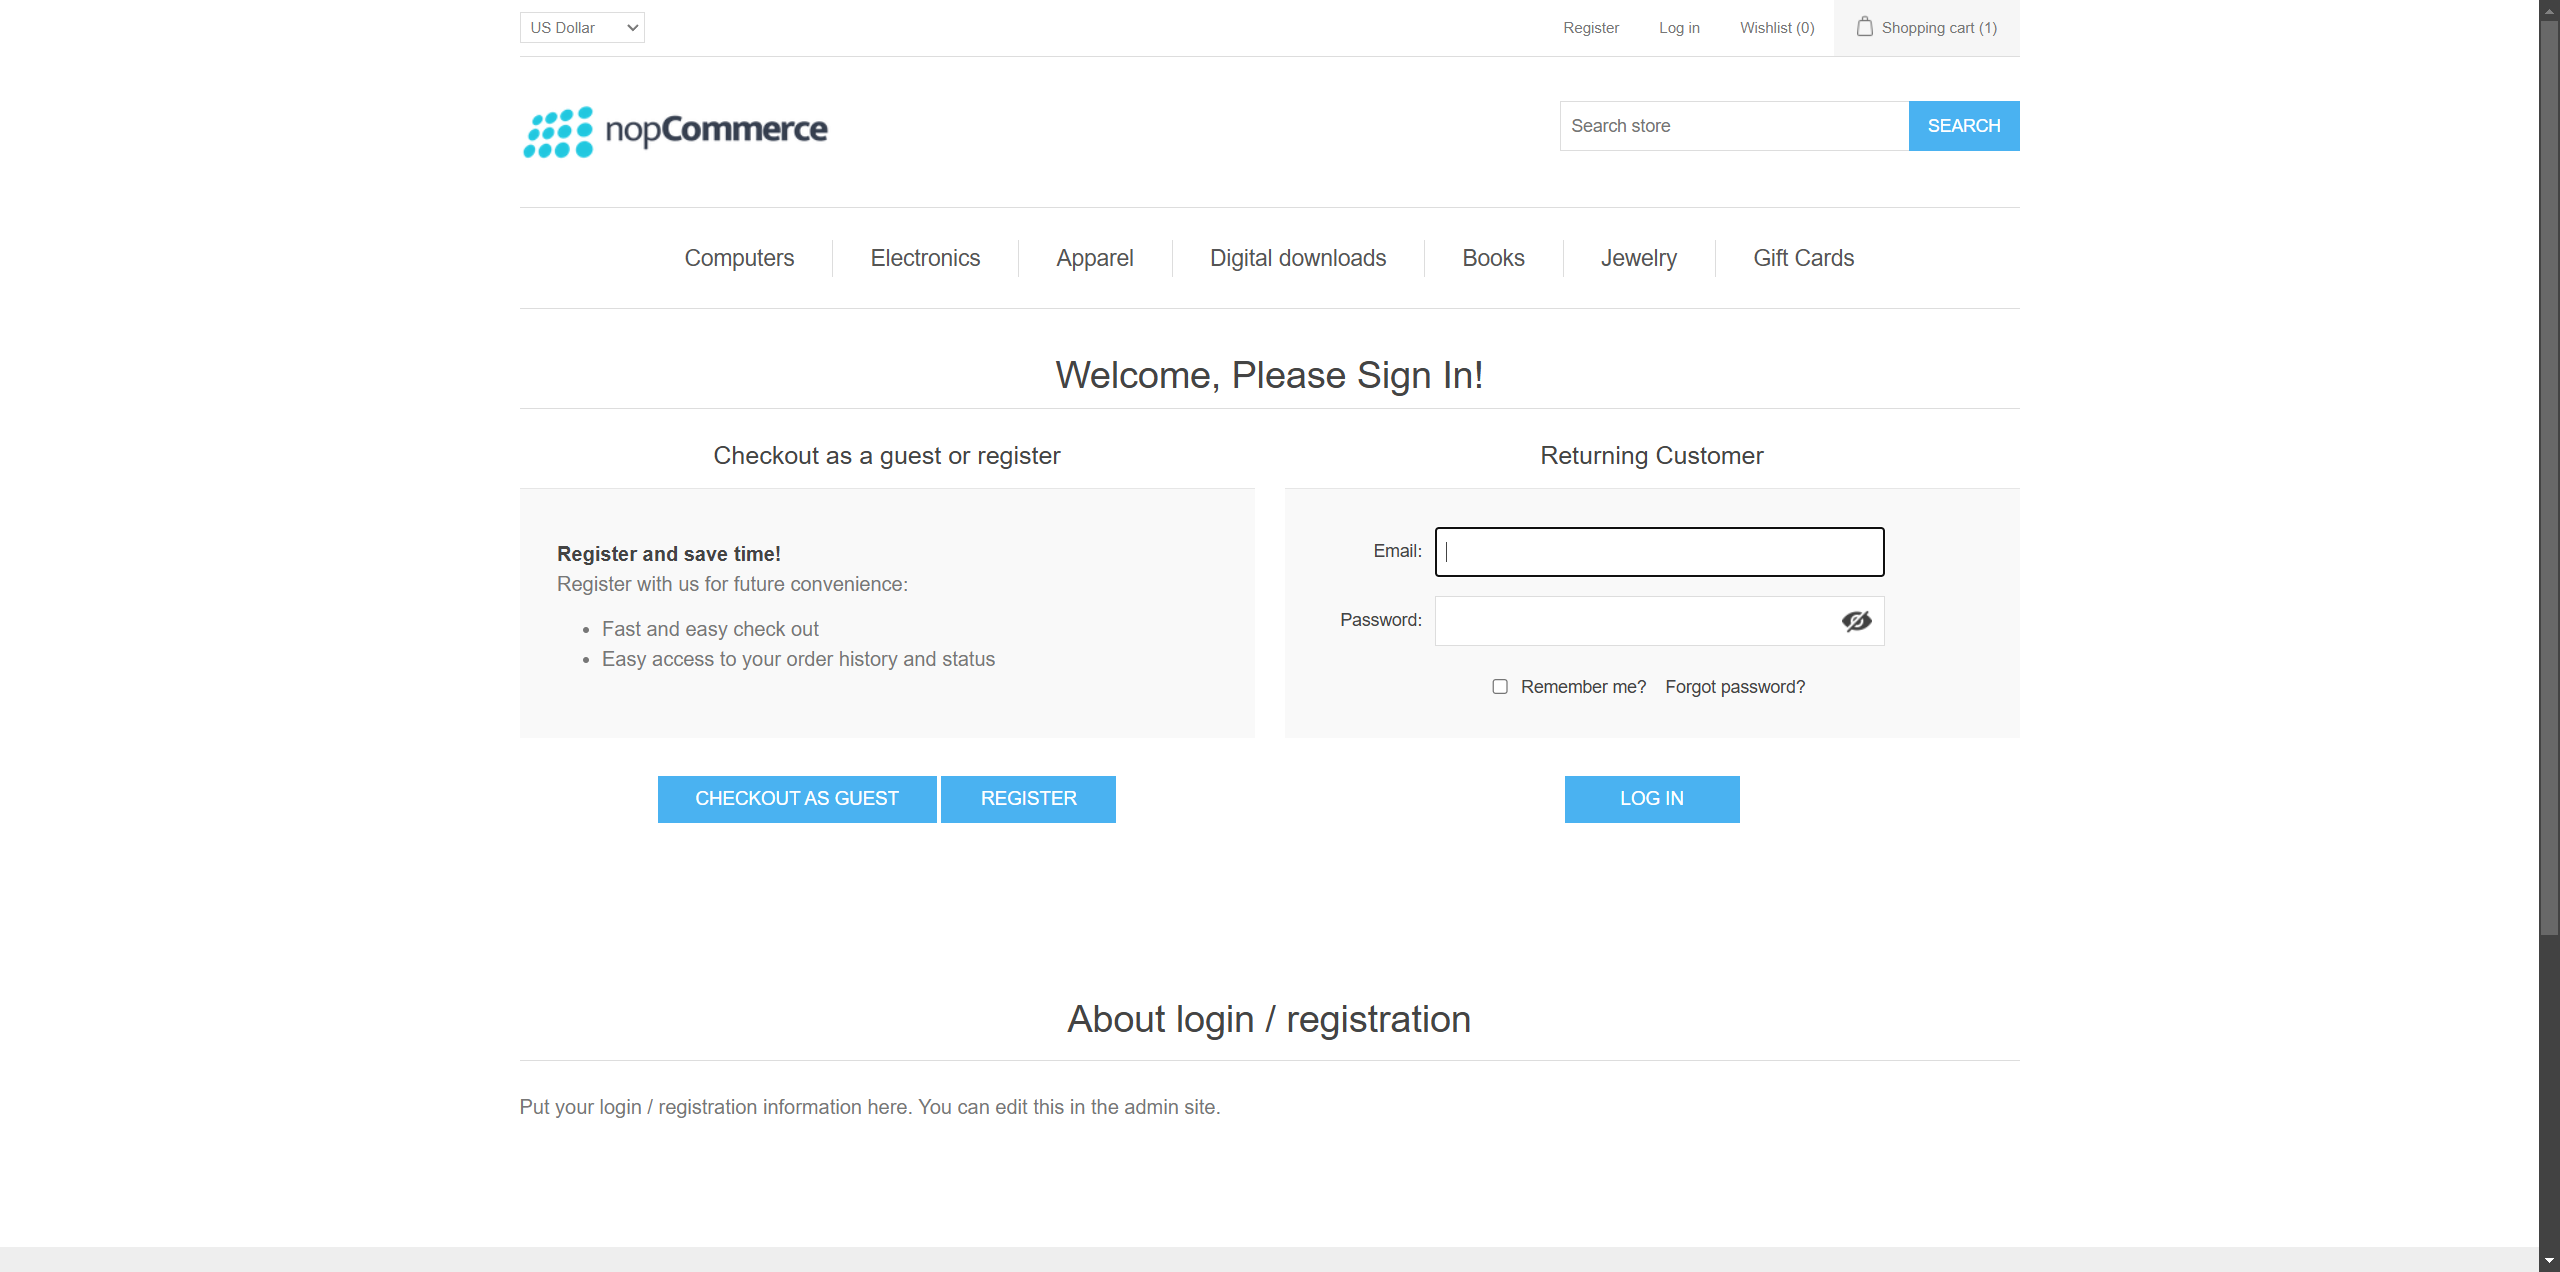 US Dollar
Register
Log in
Wishlist (0)
Shopping cart (1)
nopCommerce
Search store
SEARCH
Computers
Electronics
Apparel
Digital downloads
Books
Jewelry
Gift Cards
Welcome, Please Sign In!
Checkout as a guest or register
Register and save time!
Register with us for future convenience:
Fast and easy check out
Easy access to your order history and status
CHECKOUT AS GUEST
REGISTER
Returning Customer
Email:
Password:
Remember me?
Forgot password?
LOG IN
About login / registration
Put your login / registration information here. You can edit this in the admin site.